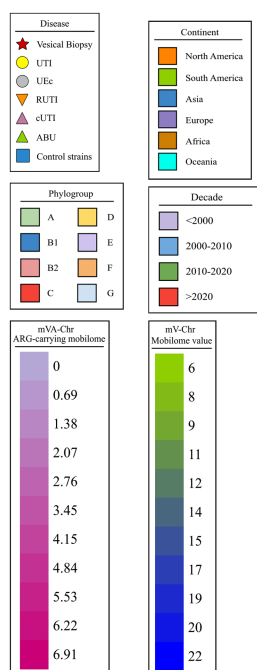 Disease
Vesical Biopsy
UTI
UEc
RUTI
cUTI
ABU
Control strains
Continent
North America
South America
Asia
Europe
Africa
Oceania
Phylogroup
A D
B1 E
B2 F
C G
Decade
<2000
2000-2010
2010-2020
>2020
mVA-Chr
ARG-carrying mobilome
0
0.69
1.38
2.07
2.76
3.45
4.15
4.84
5.53
6.22
6.91
mV-Chr
Mobilome value
6
8
9
11
12
14
15
17
19
20
22